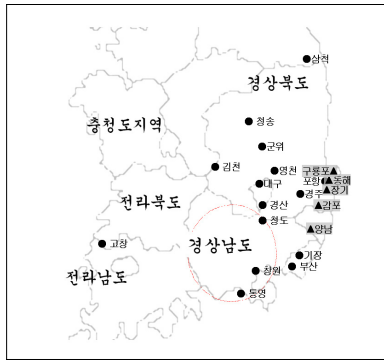 삼척
경상북도
청송
충청도지역
군위
김천
영천
구룡포
포항
동해
대구
장기
경주
전라북도
경산
감포
청도
양남
고창
경상남도
기장
전라남도
창원
부산
통영